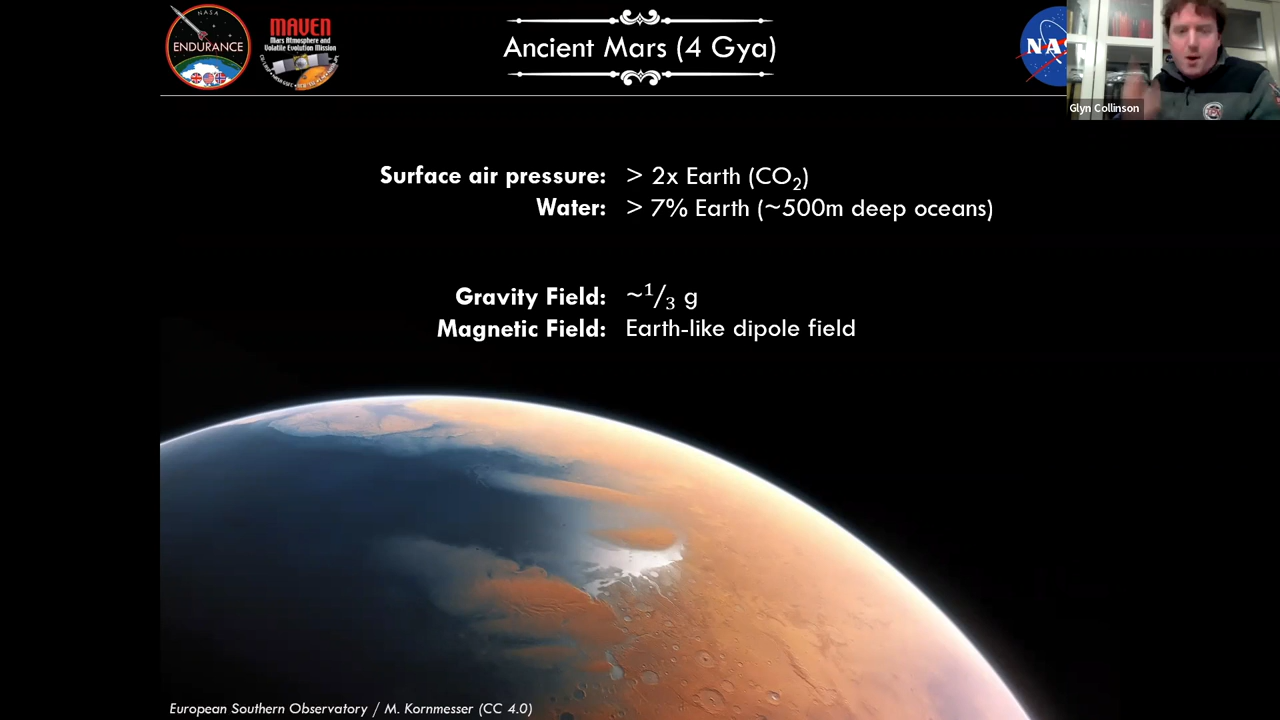 NASA
ENDURANCE
MAVEN
Mars Atmosphere and
Volatile Evolution Mission
Ancient Mars (4 Gya)
NAS
Glyn Collinson
Surface air pressure: > 2x Earth (CO₂)
Water: > 7% Earth (~500m deep oceans)
Gravity Field: ~¹/₃ g
Magnetic Field: Earth-like dipole field
European Southern Observatory / M. Kornmesser (CC 4.0)